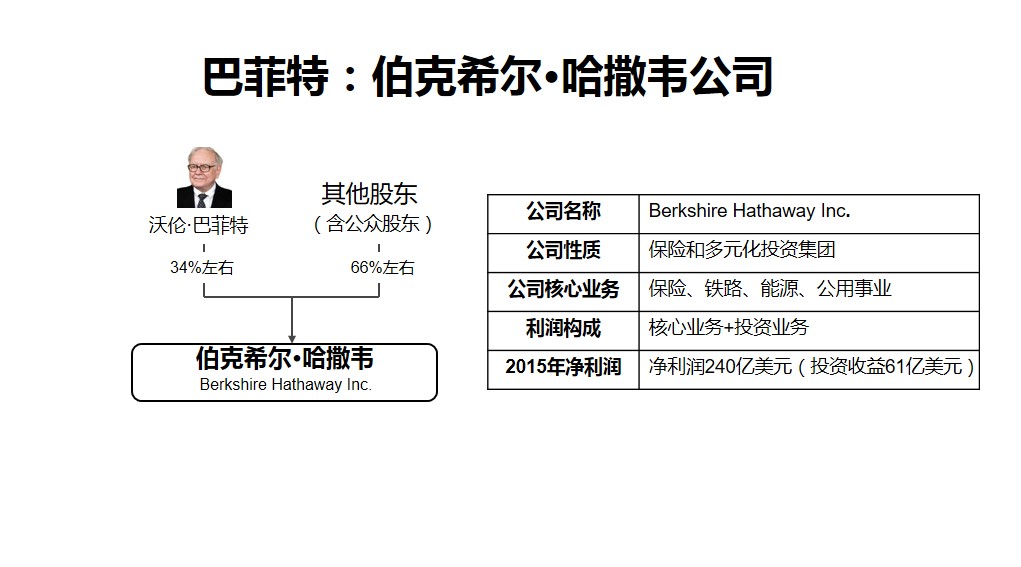 巴菲特：伯克希尔•哈撒韦公司
沃伦·巴菲特
34%左右
其他股东
（含公众股东）
66%左右
伯克希尔•哈撒韦
Berkshire Hathaway Inc.
公司名称 Berkshire Hathaway Inc.
公司性质 保险和多元化投资集团
公司核心业务 保险、铁路、能源、公用事业
利润构成 核心业务+投资业务
2015年净利润 净利润240亿美元（投资收益61亿美元）